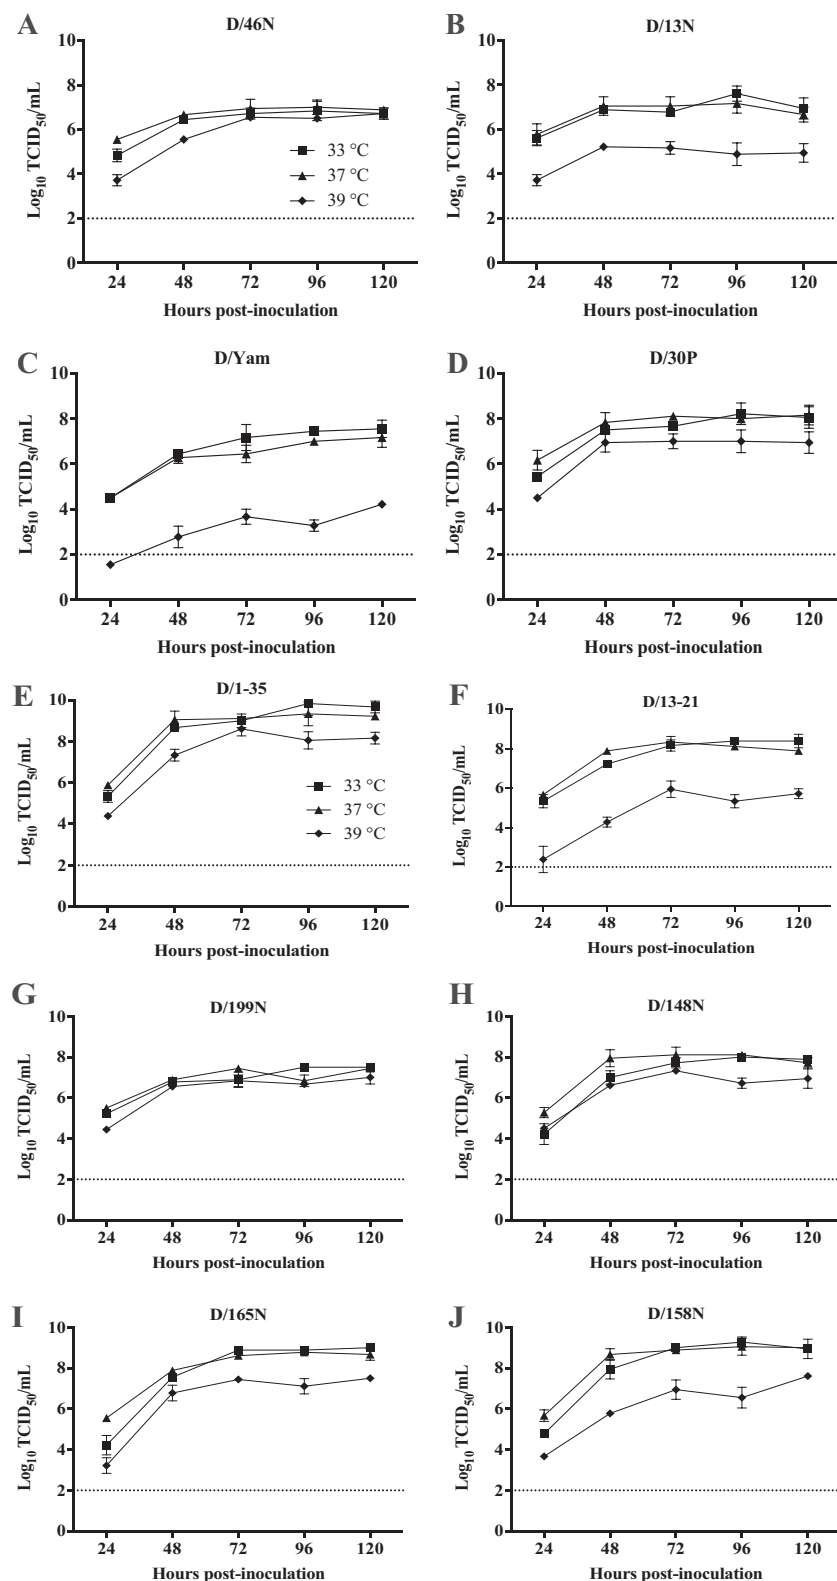 A
D/46N
Log10 TCID50/mL
10
8
6
4
2
0
33 °C
37 °C
39 °C
24 48 72 96 120
Hours post-inoculation
B
D/13N
Log10 TCID50/mL
10
8
6
4
2
0
24 48 72 96 120
Hours post-inoculation
C
D/Yam
Log10 TCID50/mL
10
8
6
4
2
0
24 48 72 96 120
Hours post-inoculation
D
D/30P
Log10 TCID50/mL
10
8
6
4
2
0
24 48 72 96 120
Hours post-inoculation
E
D/1-35
Log10 TCID50/mL
10
8
6
4
2
0
33 °C
37 °C
39 °C
24 48 72 96 120
Hours post-inoculation
F
D/13-21
Log10 TCID50/mL
10
8
6
4
2
0
24 48 72 96 120
Hours post-inoculation
G
D/199N
Log10 TCID50/mL
10
8
6
4
2
0
24 48 72 96 120
Hours post-inoculation
H
D/148N
Log10 TCID50/mL
10
8
6
4
2
0
24 48 72 96 120
Hours post-inoculation
I
D/165N
Log10 TCID50/mL
10
8
6
4
2
0
24 48 72 96 120
Hours post-inoculation
J
D/158N
Log10 TCID50/mL
10
8
6
4
2
0
24 48 72 96 120
Hours post-inoculation